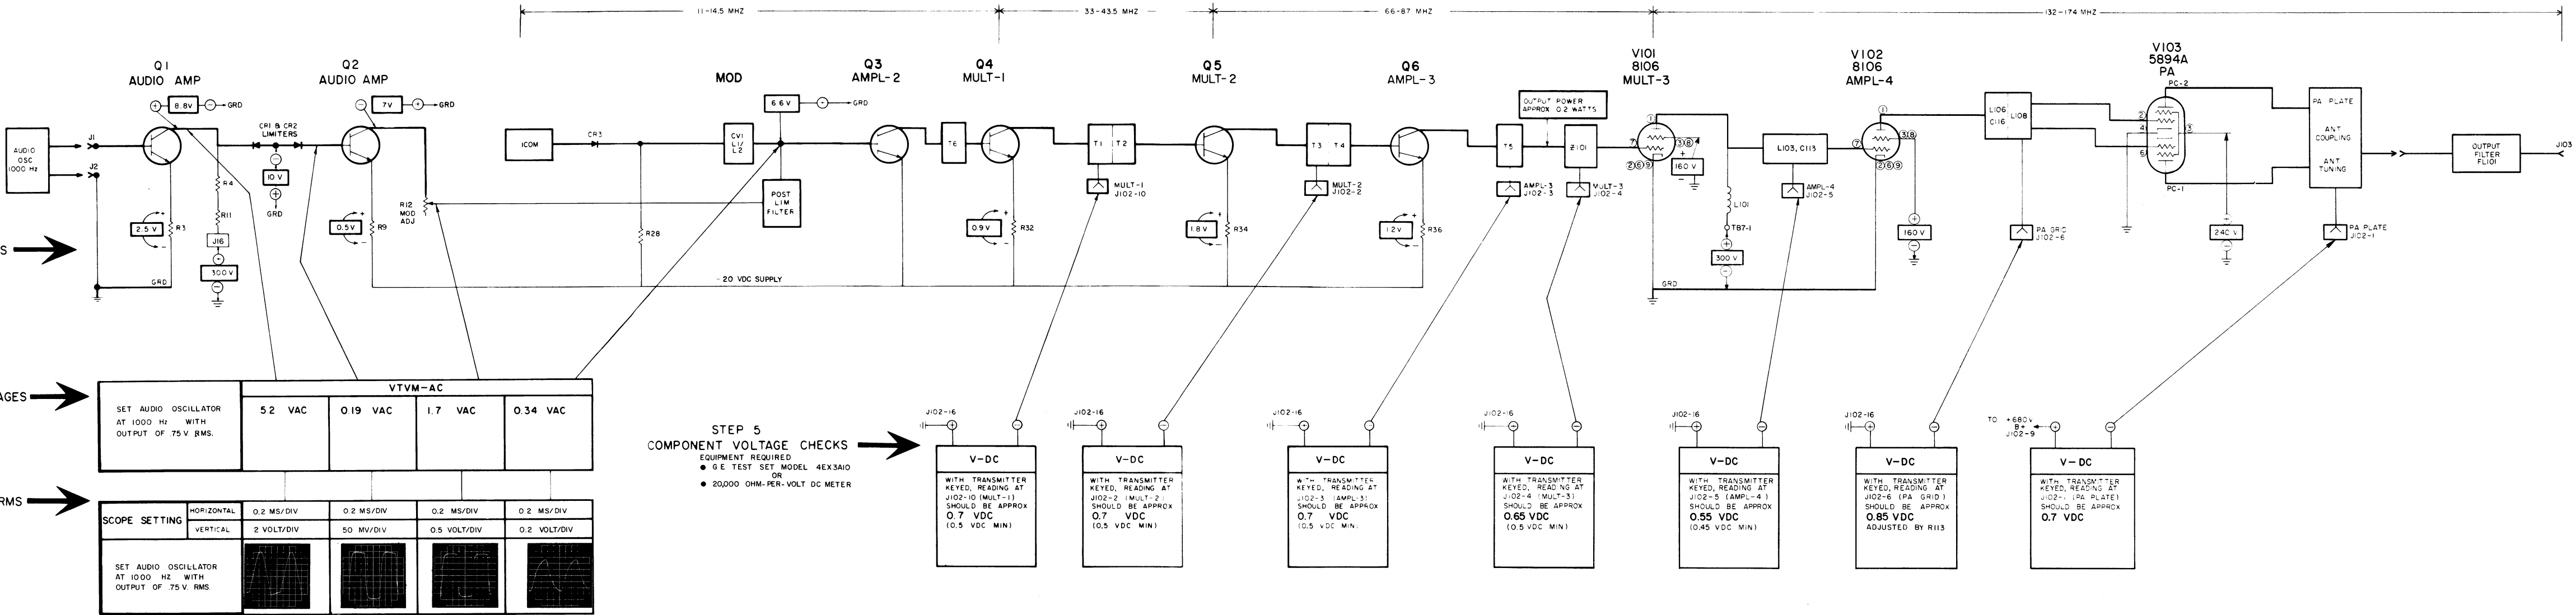 11-14.5 MHZ
33-43.5 MHZ
66-87 MHZ
132-174 MHZ
Q1
AUDIO AMP
Q2
AUDIO AMP
MOD
Q3
AMPL-2
Q4
MULT-1
Q5
MULT-2
Q6
AMPL-3
V101
8106
MULT-3
V102
8106
AMPL-4
V103
5894A
PA
PC-2
+ 8.8V - GRD
- 7V + GRD
6.6V - GRD
OUTPUT POWER
APPROX 0.2 WATTS
AUDIO
OSC
1000 Hz
J1
J2
CR1 & CR2
LIMITERS
-
10 V
+
GRD
ICOM
CR3
CV1
L1/
L2
T6
T1 T2
T3 T4
T5
Z101
L103, C113
L106
C116
L108
PA PLATE
ANT
COUPLING
ANT
TUNING
OUTPUT
FILTER
FL101
J103
① ⑦ ③⑧ ②⑥⑨
+
160 V
-
① ⑦ ③⑧ ②⑥⑨
② ④ ③ ⑥
PC-1
R4
R11
J16
+
300 V
-
2.5 V
+
-
R3
GRD
0.5V
+
-
R9
R12
MOD
ADJ
POST
LIM
FILTER
R28
MULT-1
J102-10
0.9V
+
-
R32
MULT-2
J102-2
1.8V
+
-
R34
AMPL-3
J102-3
MULT-3
J102-4
1.2V
+
-
R36
L101
TB7-1
+
300 V
-
GRD
AMPL-4
J102-5
+
160 V
-
PA GRID
J102-6
+
240 V
-
PA PLATE
J102-1
-20 VDC SUPPLY
S
AGES
RMS
VTVM-AC
SET AUDIO OSCILLATOR
AT 1000 Hz WITH
OUTPUT OF .75 V RMS.
5.2 VAC
0.19 VAC
1.7 VAC
0.34 VAC
SCOPE SETTING
HORIZONTAL
0.2 MS/DIV
0.2 MS/DIV
0.2 MS/DIV
0.2 MS/DIV
VERTICAL
2 VOLT/DIV
50 MV/DIV
0.5 VOLT/DIV
0.2 VOLT/DIV
SET AUDIO OSCILLATOR
AT 1000 HZ WITH
OUTPUT OF .75 V. RMS.
STEP 5
COMPONENT VOLTAGE CHECKS
EQUIPMENT REQUIRED
● G E TEST SET MODEL 4EX3A10
OR
● 20,000 OHM-PER-VOLT DC METER
J102-16
V-DC
WITH TRANSMITTER
KEYED, READING AT
J102-10 (MULT-1)
SHOULD BE APPROX
0.7 VDC
(0.5 VDC MIN)
J102-16
V-DC
WITH TRANSMITTER
KEYED, READING AT
J102-2 (MULT-2)
SHOULD BE APPROX
0.7 VDC
(0.5 VDC MIN)
J102-16
V-DC
WITH TRANSMITTER
KEYED, READING AT
J102-3 (AMPL-3)
SHOULD BE APPROX
0.7 VDC
(0.5 VDC MIN)
J102-16
V-DC
WITH TRANSMITTER
KEYED, READING AT
J102-4 (MULT-3)
SHOULD BE APPROX
0.65 VDC
(0.5 VDC MIN)
J102-16
V-DC
WITH TRANSMITTER
KEYED, READING AT
J102-5 (AMPL-4)
SHOULD BE APPROX
0.55 VDC
(0.45 VDC MIN)
J102-16
V-DC
WITH TRANSMITTER
KEYED, READING AT
J102-6 (PA GRID)
SHOULD BE APPROX
0.85 VDC
ADJUSTED BY R113
TO +680V
B+
J102-9
V-DC
WITH TRANSMITTER
KEYED, READING AT
J102-1 (PA PLATE)
SHOULD BE APPROX
0.7 VDC